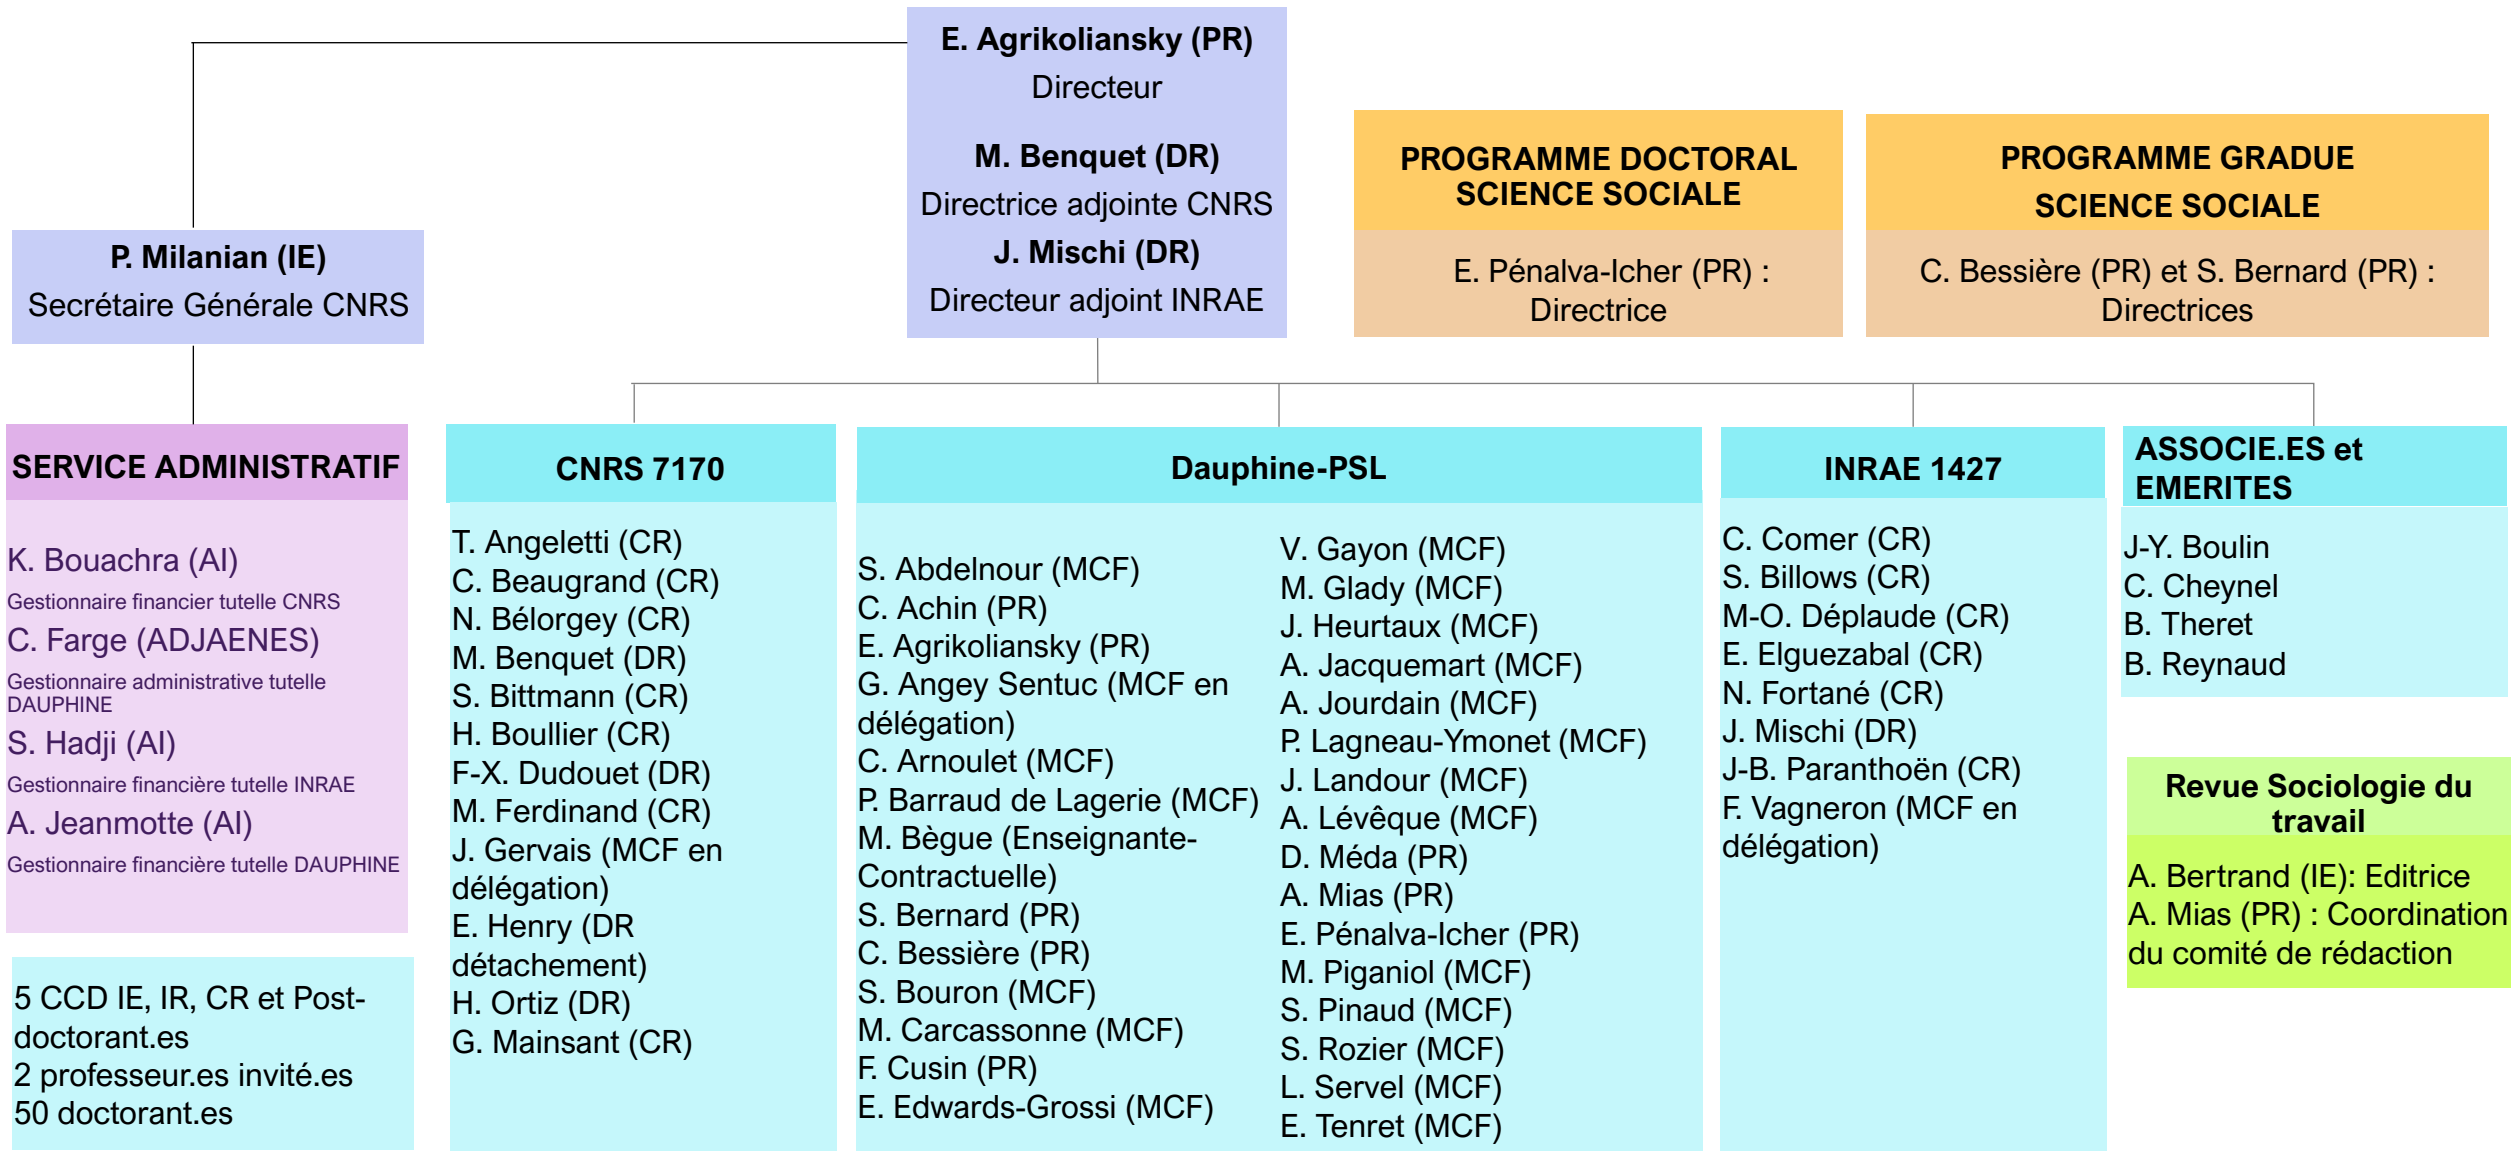 E. Agrikoliansky (PR)
Directeur
M. Benquet (DR)
Directrice adjointe CNRS
J. Mischi (DR)
Directeur adjoint INRAE
P. Milanian (IE)
Secrétaire Générale CNRS
PROGRAMME DOCTORAL
SCIENCE SOCIALE
E. Pénalva-Icher (PR) :
Directrice
PROGRAMME GRADUE
SCIENCE SOCIALE
C. Bessière (PR) et S. Bernard (PR) :
Directrices
SERVICE ADMINISTRATIF
K. Bouachra (AI)
Gestionnaire financier tutelle CNRS
C. Farge (ADJAENES)
Gestionnaire administrative tutelle
DAUPHINE
S. Hadji (AI)
Gestionnaire financière tutelle INRAE
A. Jeanmotte (AI)
Gestionnaire financière tutelle DAUPHINE
5 CCD IE, IR, CR et Post-
doctorant.es
2 professeur.es invité.es
50 doctorant.es
CNRS 7170
T. Angeletti (CR)
C. Beaugrand (CR)
N. Bélorgey (CR)
M. Benquet (DR)
S. Bittmann (CR)
H. Boullier (CR)
F-X. Dudouet (DR)
M. Ferdinand (CR)
J. Gervais (MCF en
délégation)
E. Henry (DR
détachement)
H. Ortiz (DR)
G. Mainsant (CR)
Dauphine-PSL
S. Abdelnour (MCF)
C. Achin (PR)
E. Agrikoliansky (PR)
G. Angey Sentuc (MCF en
délégation)
C. Arnoulet (MCF)
P. Barraud de Lagerie (MCF)
M. Bègue (Enseignante-
Contractuelle)
S. Bernard (PR)
C. Bessière (PR)
S. Bouron (MCF)
M. Carcassonne (MCF)
F. Cusin (PR)
E. Edwards-Grossi (MCF)
V. Gayon (MCF)
M. Glady (MCF)
J. Heurtaux (MCF)
A. Jacquemart (MCF)
A. Jourdain (MCF)
P. Lagneau-Ymonet (MCF)
J. Landour (MCF)
A. Lévêque (MCF)
D. Méda (PR)
A. Mias (PR)
E. Pénalva-Icher (PR)
M. Piganiol (MCF)
S. Pinaud (MCF)
S. Rozier (MCF)
L. Servel (MCF)
E. Tenret (MCF)
INRAE 1427
C. Comer (CR)
S. Billows (CR)
M-O. Déplaude (CR)
E. Elguezabal (CR)
N. Fortané (CR)
J. Mischi (DR)
J-B. Paranthoën (CR)
F. Vagneron (MCF en
délégation)
ASSOCIE.ES et
EMERITES
J-Y. Boulin
C. Cheynel
B. Theret
B. Reynaud
Revue Sociologie du
travail
A. Bertrand (IE): Editrice
A. Mias (PR) : Coordination
du comité de rédaction